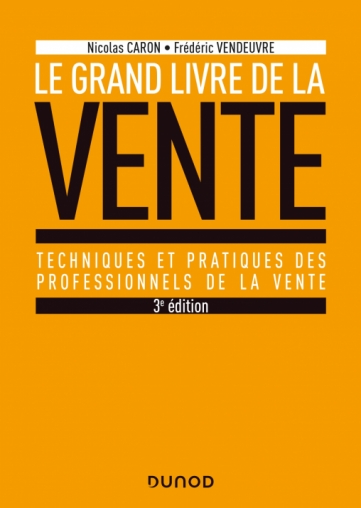 Nicolas CARON • Frédéric VENDEUVRE
LE GRAND LIVRE DE LA
VENTE
TECHNIQUES ET PRATIQUES DES
PROFESSIONNELS DE LA VENTE
3e édition
DUNOD